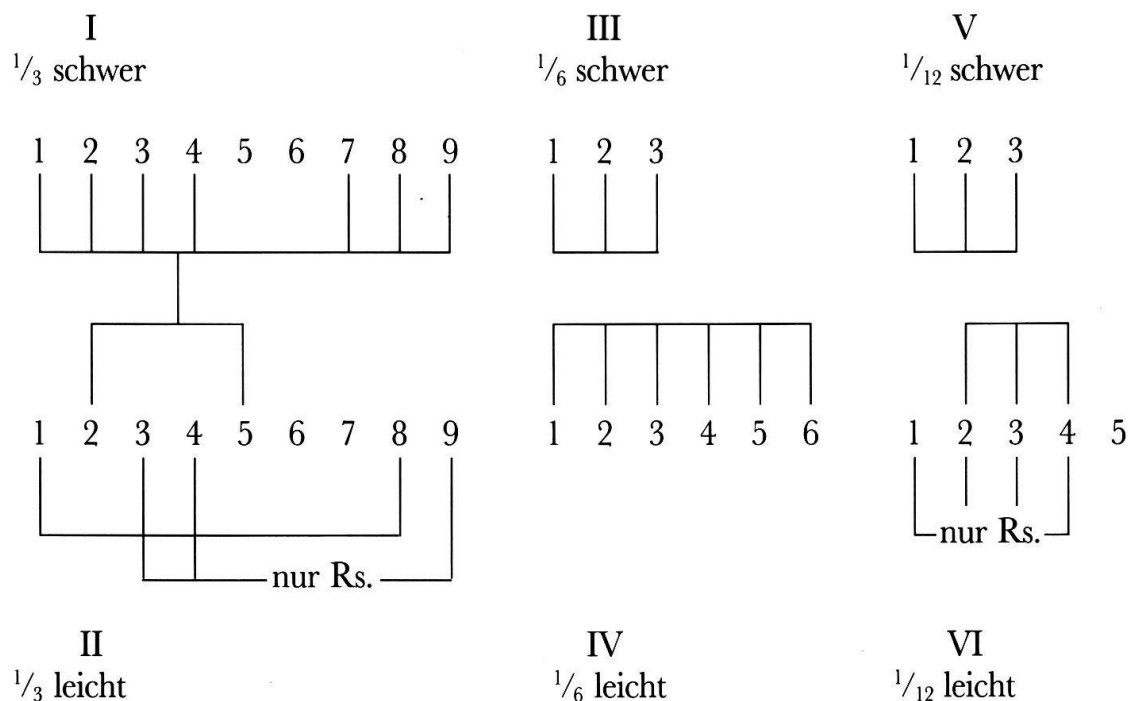 I III V
1/3 schwer 1/6 schwer 1/12 schwer
1 2 3 4 5 6 7 8 9 1 2 3 1 2 3
1 2 3 4 5 6 7 8 9 1 2 3 4 5 6 1 2 3 4 5
nur Rs.
nur Rs.
II IV VI
1/3 leicht 1/6 leicht 1/12 leicht